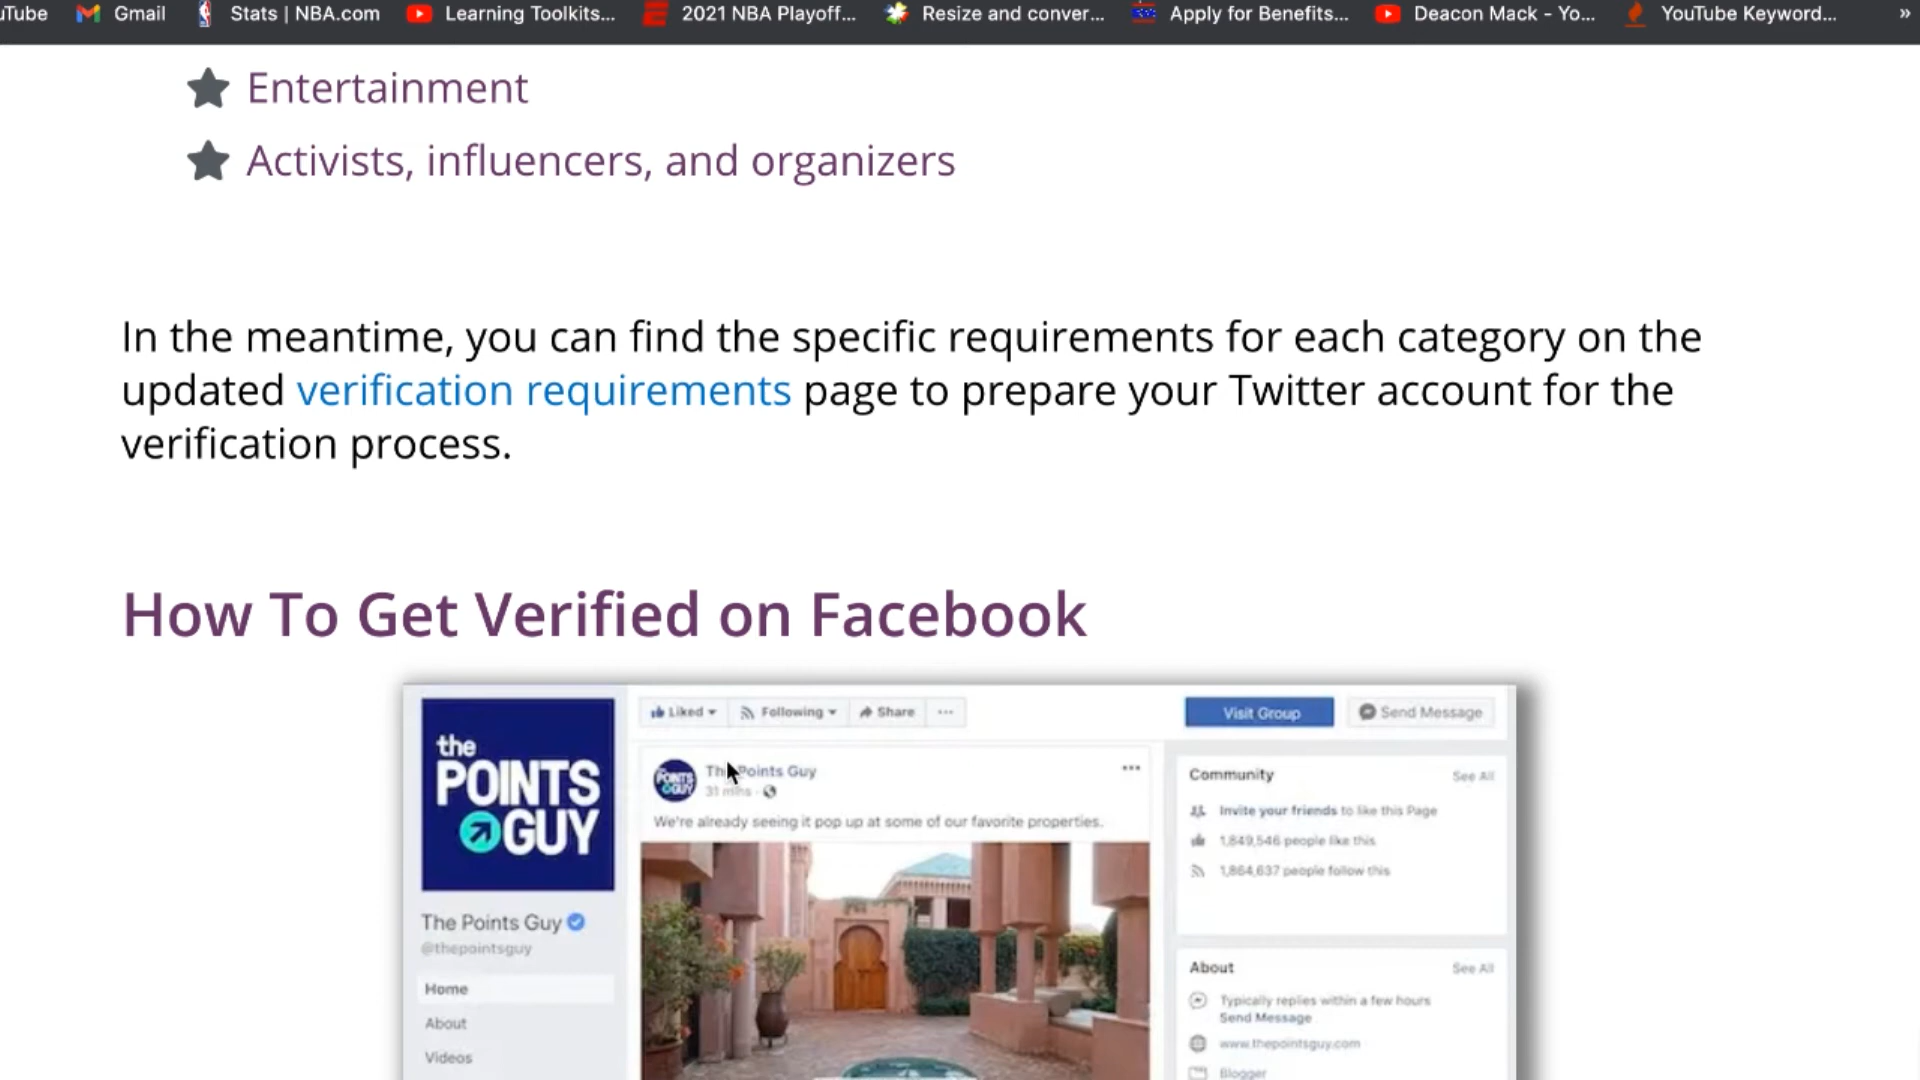 uTube Gmail Stats | NBA.com Learning Toolkits... 2021 NBA Playoff... Resize and conver... Apply for Benefits... Deacon Mack - Yo... YouTube Keyword... »
Entertainment
Activists, influencers, and organizers
In the meantime, you can find the specific requirements for each category on the
updated verification requirements page to prepare your Twitter account for the
verification process.
How To Get Verified on Facebook
the
POINTS
GUY
The Points Guy
@thepointsguy
Home
About
Videos
Liked Following Share ...
Visit Group Send Message
POINTS
GUY
The Points Guy
31 mins
We're already seeing it pop up at some of our favorite properties.
Community See All
Invite your friends to like this Page
1,849,546 people like this
1,864,637 people follow this
About See All
Typically replies within a few hours
Send Message
www.thepointsguy.com
Blogger